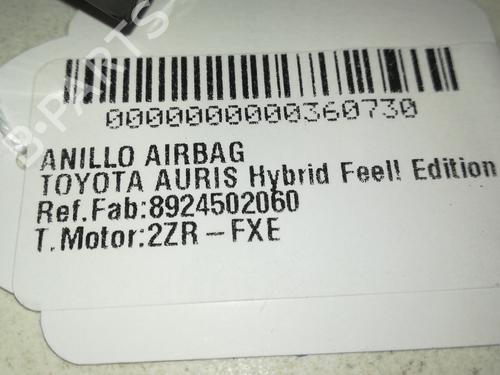 B-PARTS
0000000000360730
ANILLO AIRBAG
TOYOTA AURIS Hybrid Feel! Edition
Ref.Fab:8924502060
T.Motor:2ZR-FXE